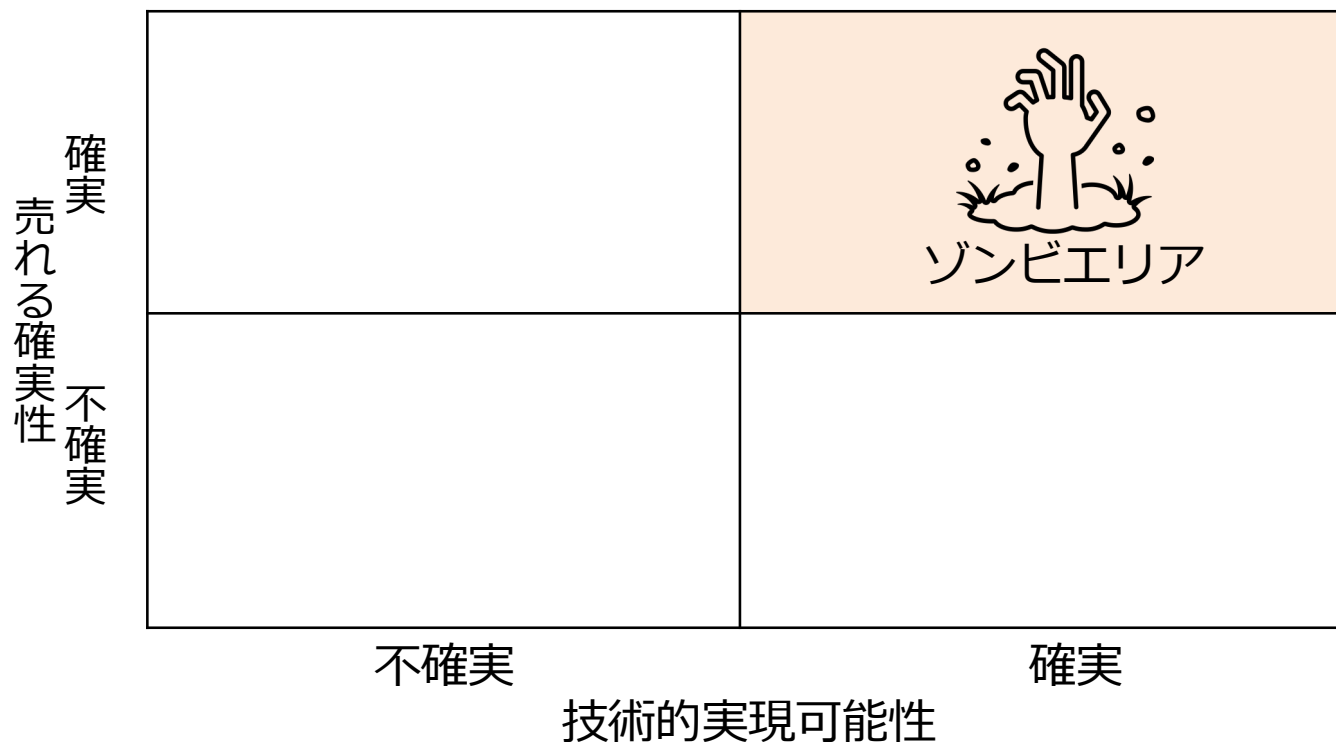 売れる確実性
確実
不確実
ゾンビエリア
不確実
確実
技術的実現可能性